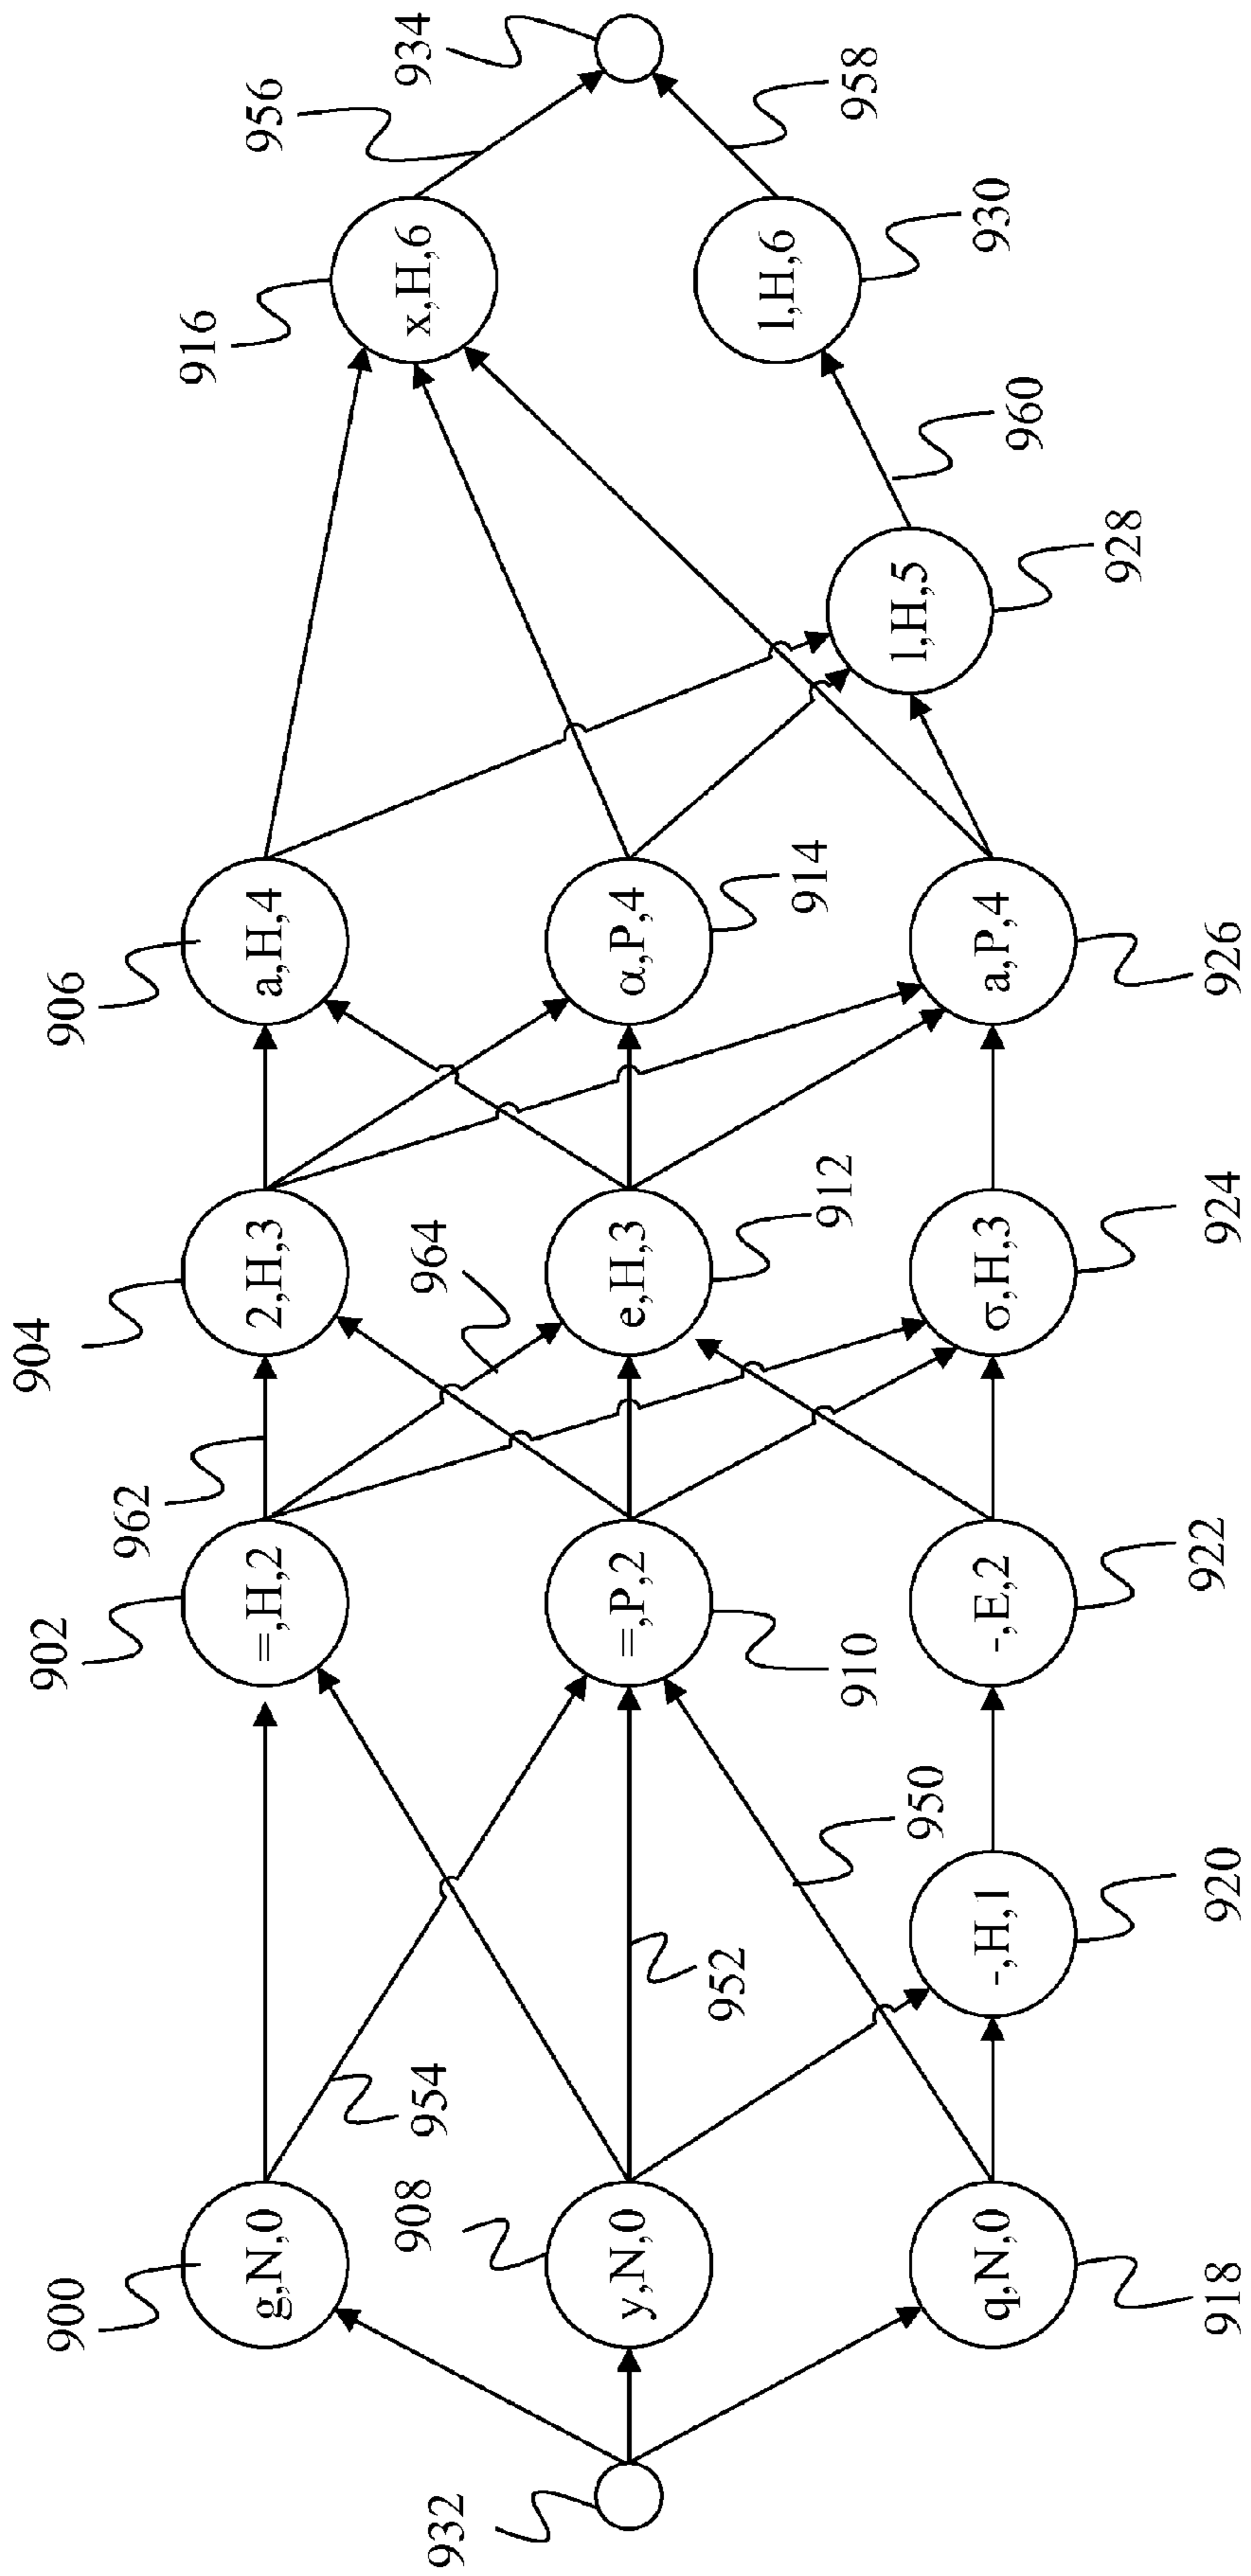 932
934
900
g,N,0
908
y,N,0
918
q,N,0
954
952
950
920
-,H,1
902
=,H,2
910
=,P,2
922
-,E,2
962
964
904
2,H,3
912
e,H,3
924
σ,H,3
906
a,H,4
914
α,P,4
926
a,P,4
928
l,H,5
960
916
x,H,6
930
l,H,6
956
958